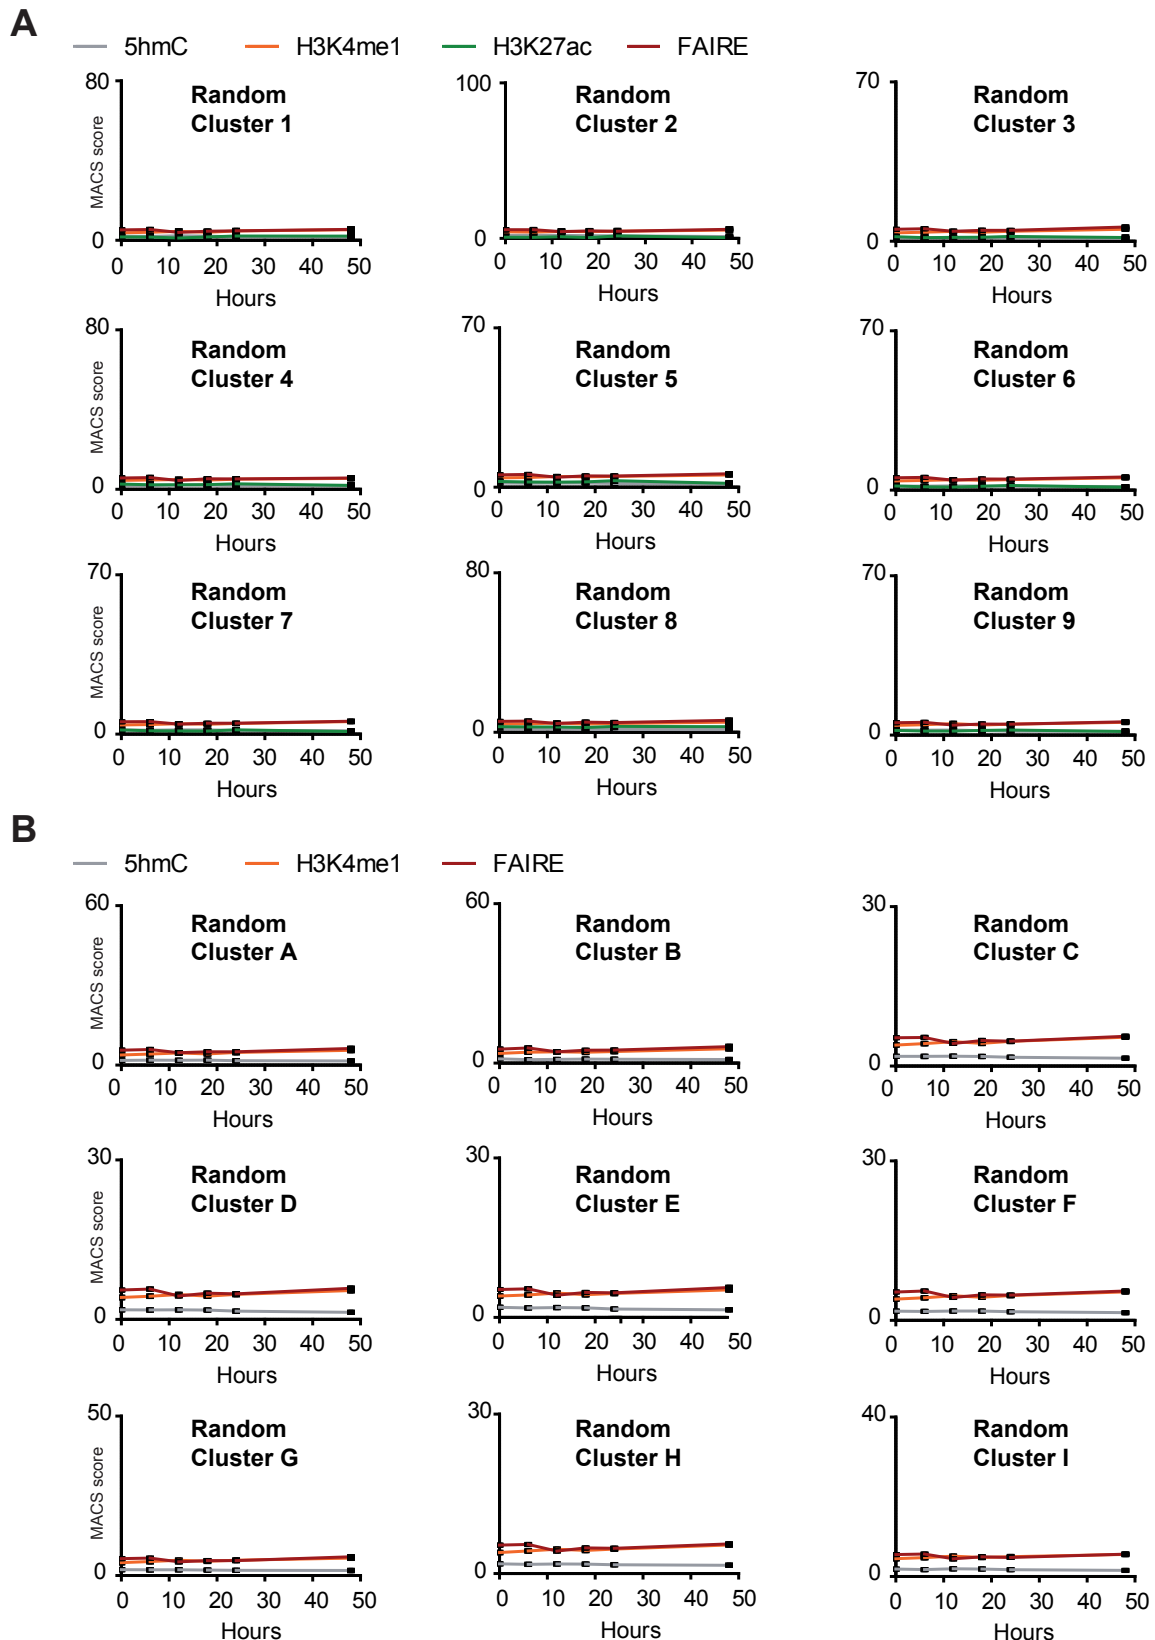 A
5hmC H3K4me1 H3K27ac FAIRE
80 100 70
Random Random Random
Cluster 1 Cluster 2 Cluster 3
MACS score
0 0 0
0 10 20 30 40 50 0 10 20 30 40 50 0 10 20 30 40 50
Hours Hours Hours
80 70 70
Random Random Random
Cluster 4 Cluster 5 Cluster 6
MACS score
0 0 0
0 10 20 30 40 50 0 10 20 30 40 50 0 10 20 30 40 50
Hours Hours Hours
70 80 70
Random Random Random
Cluster 7 Cluster 8 Cluster 9
MACS score
0 0 0
0 10 20 30 40 50 0 10 20 30 40 50 0 10 20 30 40 50
Hours Hours Hours
B
5hmC H3K4me1 FAIRE
60 60 30
Random Random Random
Cluster A Cluster B Cluster C
MACS score
0 0 0
0 10 20 30 40 50 0 10 20 30 40 50 0 10 20 30 40 50
Hours Hours Hours
30 30 30
Random Random Random
Cluster D Cluster E Cluster F
MACS score
0 0 0
0 10 20 30 40 50 0 10 20 30 40 50 0 10 20 30 40 50
Hours Hours Hours
50 30 40
Random Random Random
Cluster G Cluster H Cluster I
MACS score
0 0 0
0 10 20 30 40 50 0 10 20 30 40 50 0 10 20 30 40 50
Hours Hours Hours